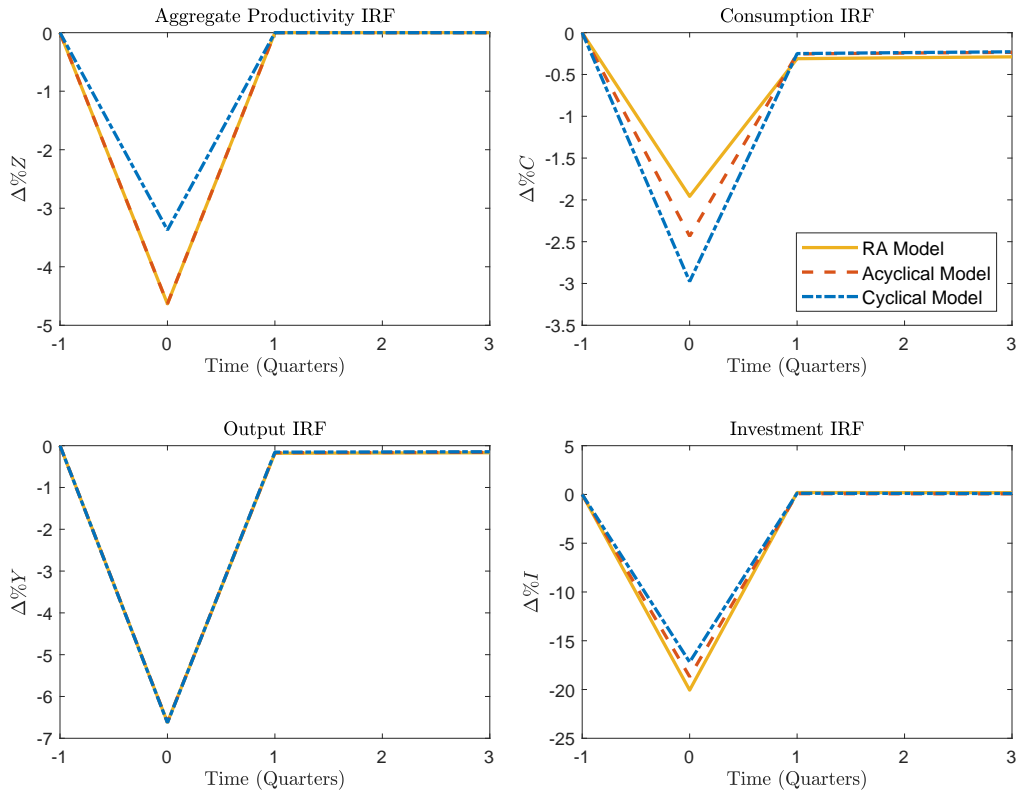 Aggregate Productivity IRF
0
-1
-2
-3
-4
-5
Δ%Z
-1 0 1 2 3
Time (Quarters)
Consumption IRF
0
-0.5
-1
-1.5
-2
-2.5
-3
-3.5
Δ%C
RA Model
Acyclical Model
Cyclical Model
-1 0 1 2 3
Time (Quarters)
Output IRF
0
-1
-2
-3
-4
-5
-6
-7
Δ%Y
-1 0 1 2 3
Time (Quarters)
Investment IRF
5
0
-5
-10
-15
-20
-25
Δ%I
-1 0 1 2 3
Time (Quarters)